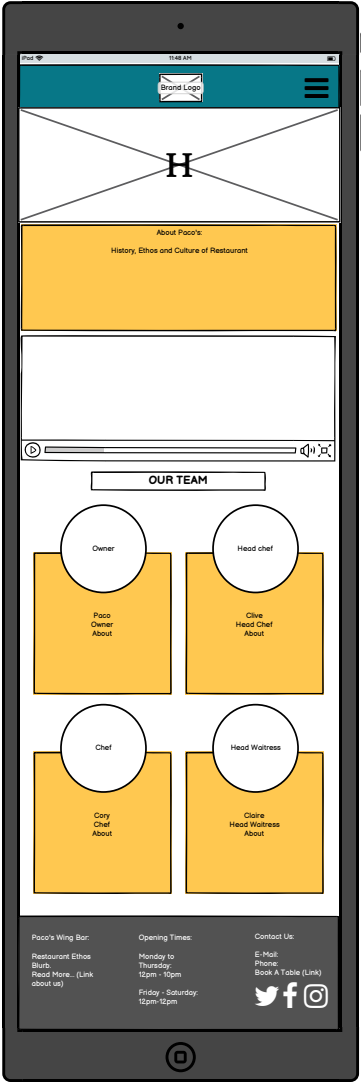 iPad
11:48 AM
Brand Logo
H
About Paco's:
History, Ethos and Culture of Restaurant
OUR TEAM
Owner
Paco
Owner
About
Head chef
Clive
Head Chef
About
Chef
Cory
Chef
About
Head Waitress
Claire
Head Waitress
About
Paco's Wing Bar:
Restaurant Ethos
Blurb.
Read More... (Link
about us)
Opening Times:
Monday to
Thursday:
12pm - 10pm
Friday - Saturday:
12pm-12pm
Contact Us:
E-Mail:
Phone:
Book A Table (Link)